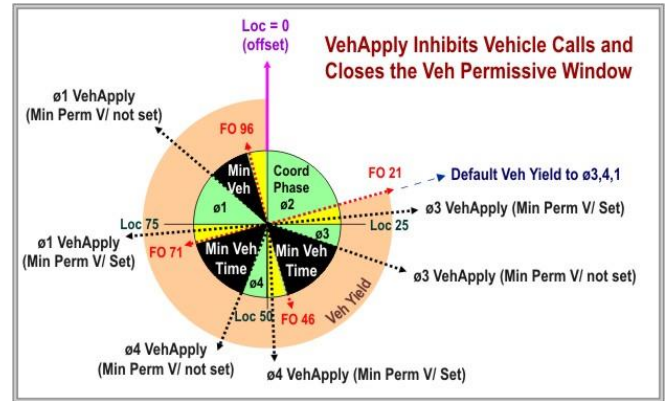 Loc = 0
(offset)
VehApply Inhibits Vehicle Calls and
Closes the Veh Permissive Window
ø1 VehApply
(Min Perm V/ not set)
FO 96
Min
Veh
Coord
Phase
ø2
FO 21
Default Veh Yield to ø3,4,1
ø1
ø3 VehApply (Min Perm V/ Set)
Loc 75
Loc 25
ø3
ø1 VehApply
(Min Perm V/ Set)
FO 71
Min Veh
Time
Min Veh
Time
ø3 VehApply (Min Perm V/ not set)
ø4
Veh Yield
Loc 50
FO 46
ø4 VehApply
(Min Perm V/ not set)
ø4 VehApply (Min Perm V/ Set)